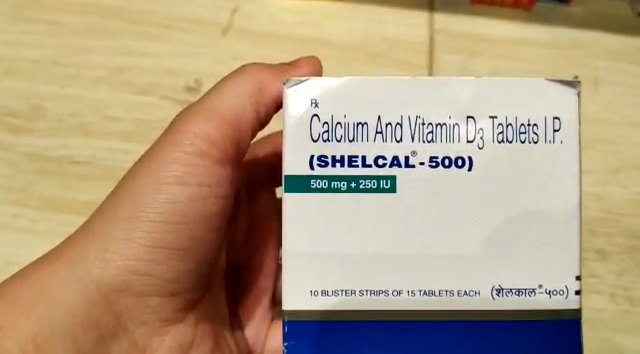 Rx
Calcium And Vitamin D3 Tablets I.P.
(SHELCAL®-500)
500 mg + 250 IU
10 BLISTER STRIPS OF 15 TABLETS EACH (शेलकाल®-५००)